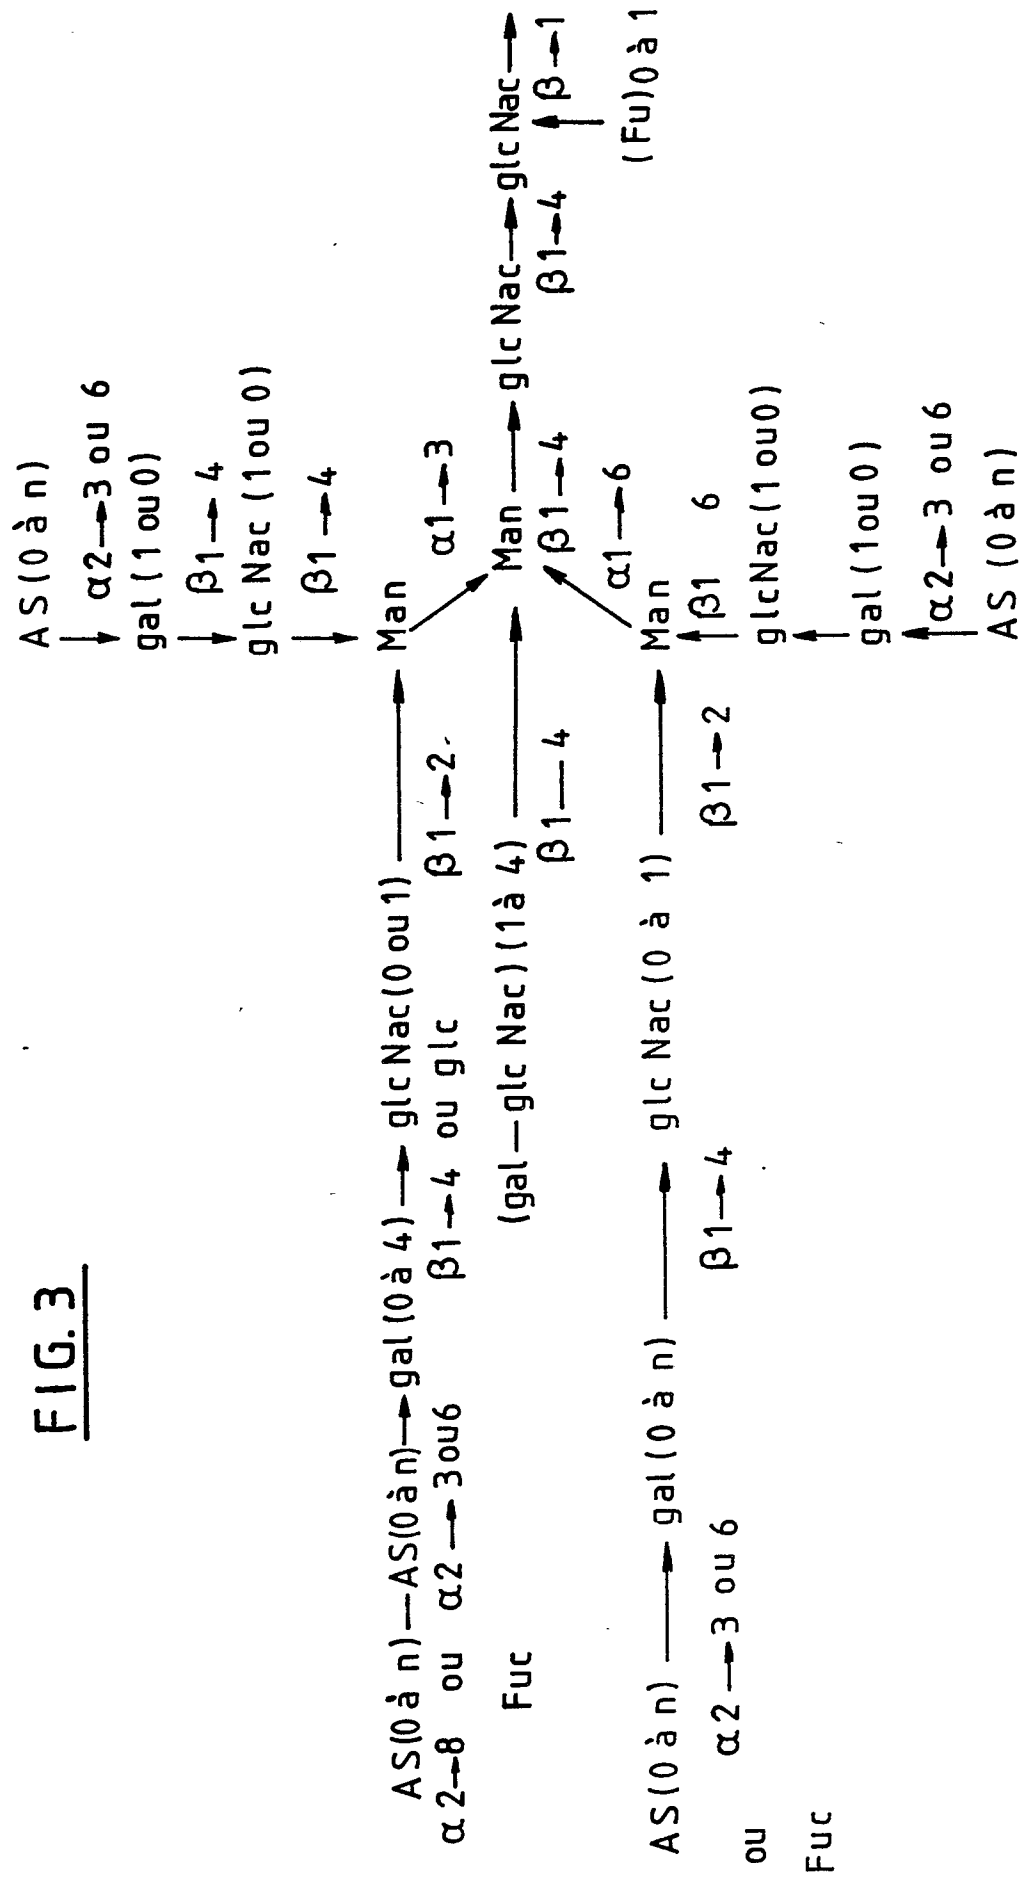 FIG. 3
AS (0 à n)
α2→3 ou 6
gal (1 ou 0)
β1→4
glc Nac (1 ou 0)
β1→4
AS(0 à n)—AS(0 à n)→gal (0 à 4)→glc Nac (0 ou 1)→Man
α2→8 ou α2→3 ou 6 β1→4 ou glc β1→2 α1→3
Fuc
(gal—glc Nac) (1 à 4)→Man→glc Nac→glc Nac→
β1—4 β1→4 β1→4 β→1
(Fu) 0 à 1
α1→6
AS (0 à n)→gal (0 à n)→glc Nac (0 à 1)→Man
α2→3 ou 6 β1→4 β1→2 β1 6
ou
Fuc
glcNac (1 ou 0)
gal (1 ou 0)
α2→3 ou 6
AS (0 à n)